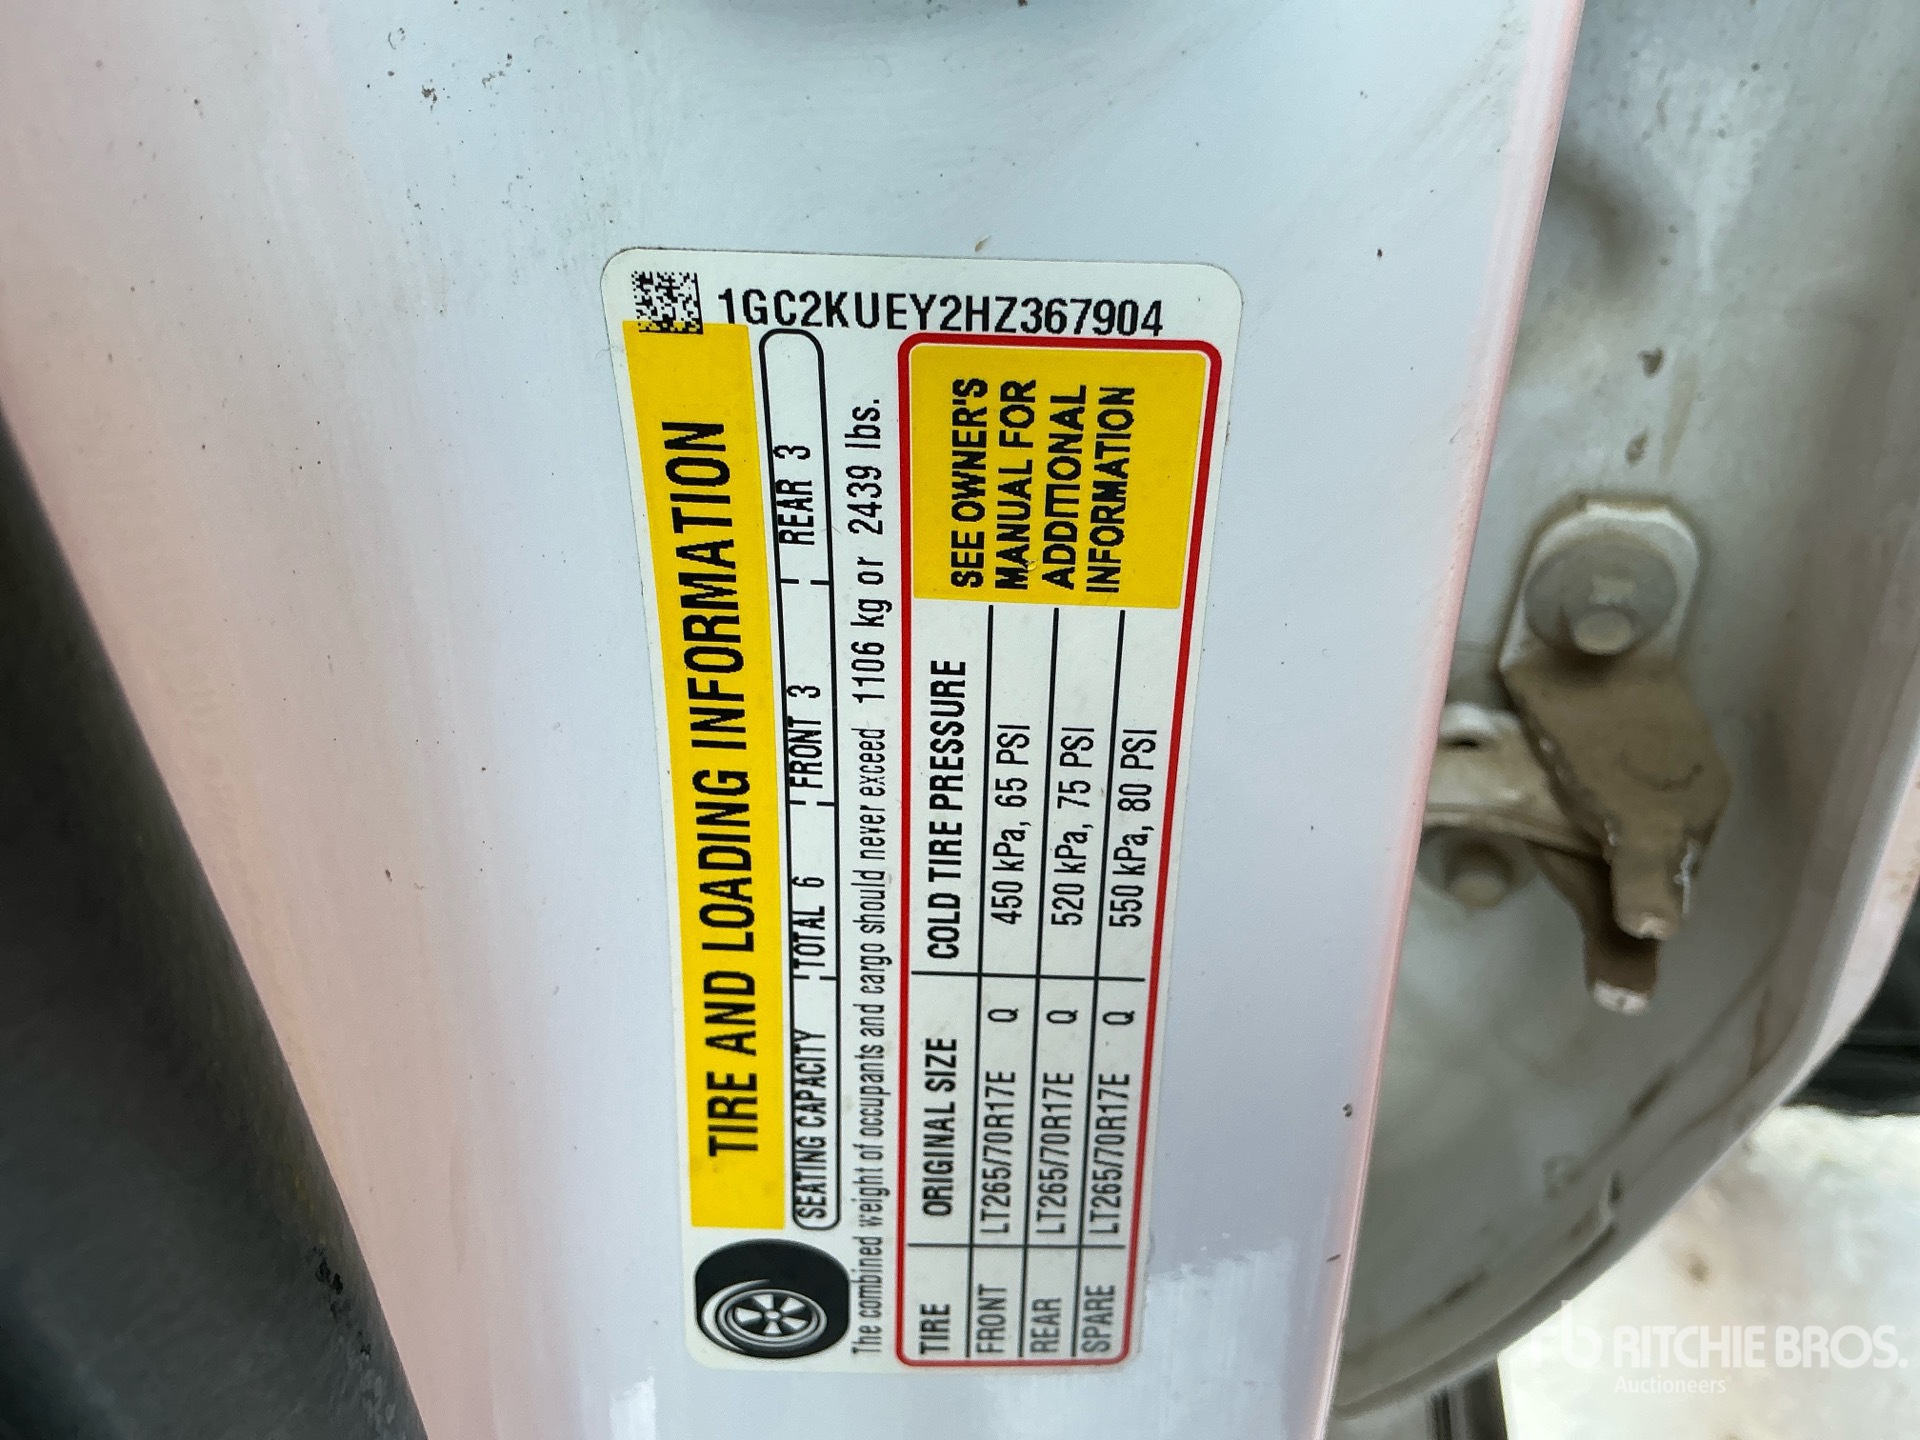 1GC2KUEY2HZ367904
TIRE AND LOADING INFORMATION
SEATING CAPACITY TOTAL 6 FRONT 3 REAR 3
The combined weight of occupants and cargo should never exceed 1106 kg or 2439 lbs.
TIRE ORIGINAL SIZE COLD TIRE PRESSURE
FRONT LT265/70R17E Q 450 kPa, 65 PSI
REAR LT265/70R17E Q 520 kPa, 75 PSI
SPARE LT265/70R17E Q 550 kPa, 80 PSI
SEE OWNER'S
MANUAL FOR
ADDITIONAL
INFORMATION
rb RITCHIE BROS.
Auctioneers